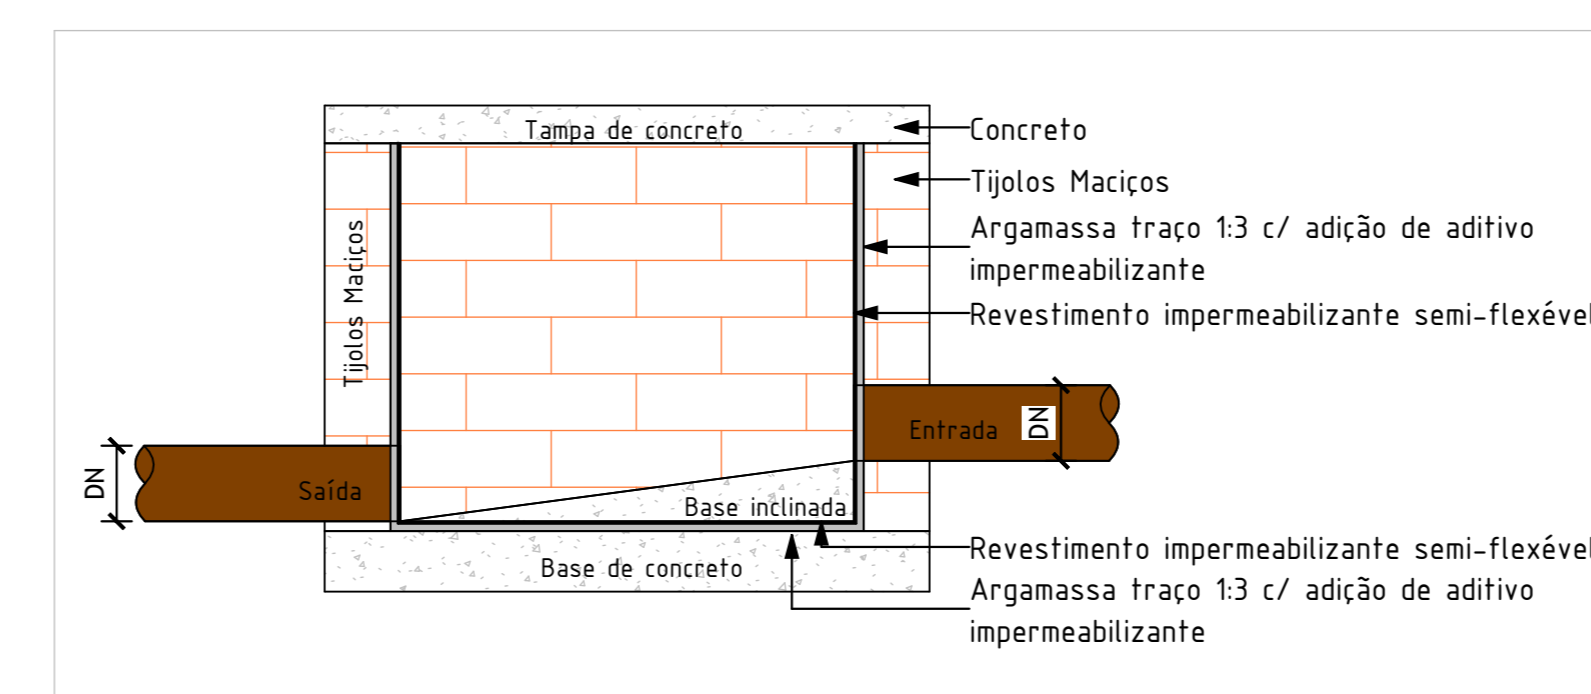 Tampa de concreto
Concreto
Tijolos Maciços
Tijolos Maciços
Argamassa traço 1:3 c/ adição de aditivo
impermeabilizante
Revestimento impermeabilizante semi-flexével
Entrada
DN
DN
Saída
Base inclinada
Revestimento impermeabilizante semi-flexével
Base de concreto
Argamassa traço 1:3 c/ adição de aditivo
impermeabilizante